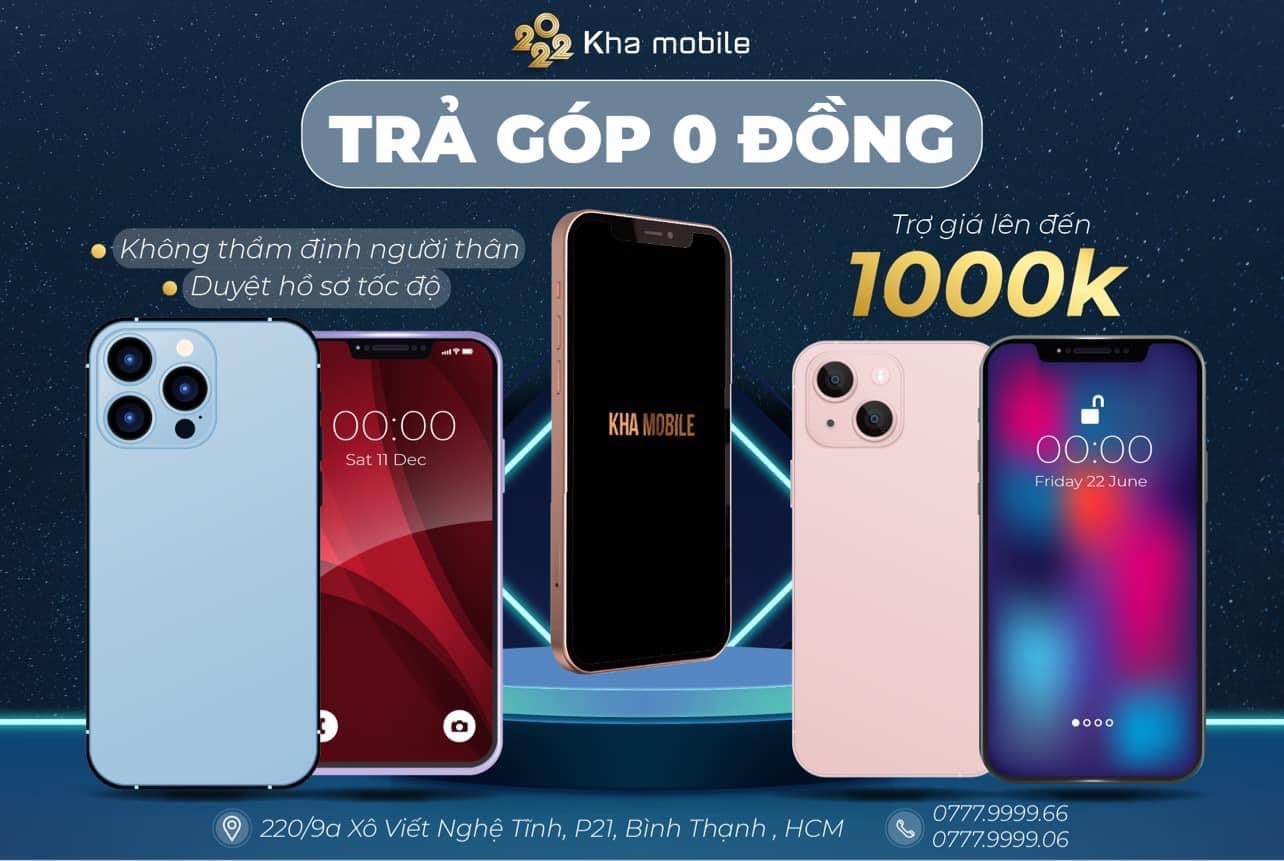 2022 Kha mobile
TRẢ GÓP 0 ĐỒNG
Không thẩm định người thân
Duyệt hồ sơ tốc độ
Trợ giá lên đến
1000k
00:00
Sat 11 Dec
KHA MOBILE
00:00
Friday 22 June
220/9a Xô Viết Nghệ Tĩnh, P21, Bình Thạnh , HCM
0777.9999.66
0777.9999.06